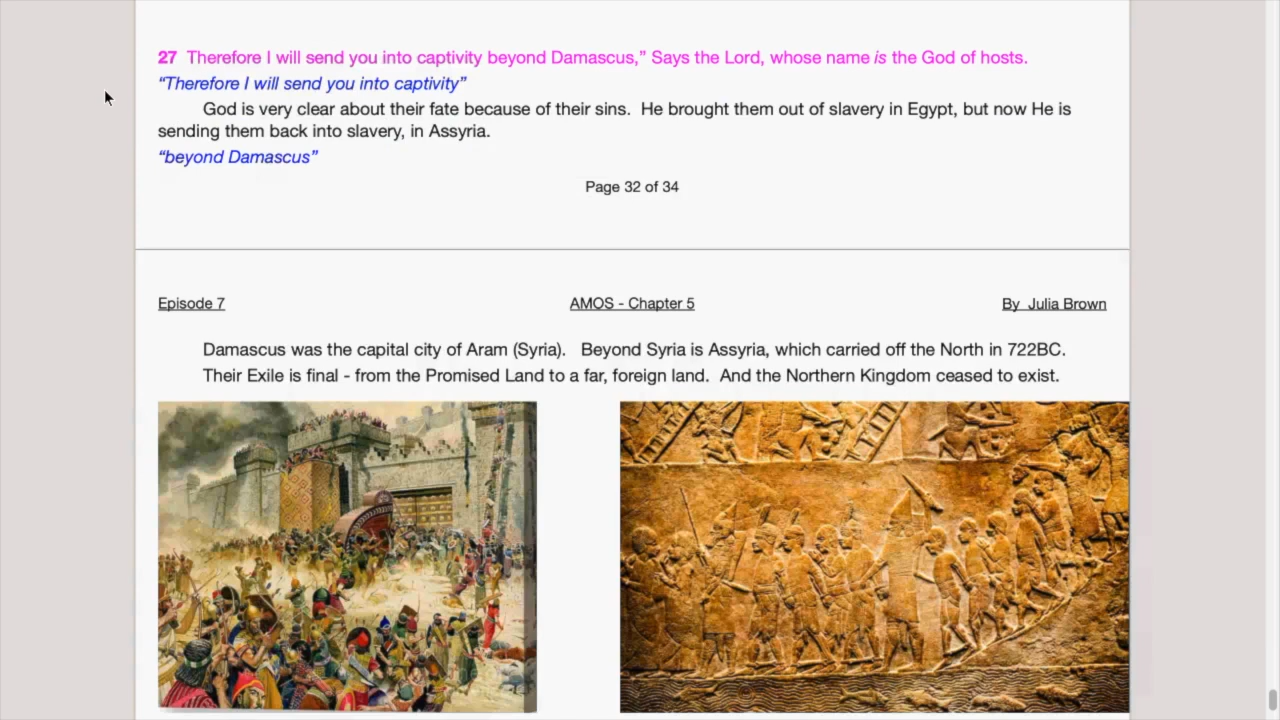 27 Therefore I will send you into captivity beyond Damascus,” Says the Lord, whose name is the God of hosts.
“Therefore I will send you into captivity”
God is very clear about their fate because of their sins. He brought them out of slavery in Egypt, but now He is
sending them back into slavery, in Assyria.
“beyond Damascus”
Page 32 of 34
Episode 7 AMOS - Chapter 5 By Julia Brown
Damascus was the capital city of Aram (Syria). Beyond Syria is Assyria, which carried off the North in 722BC.
Their Exile is final - from the Promised Land to a far, foreign land. And the Northern Kingdom ceased to exist.